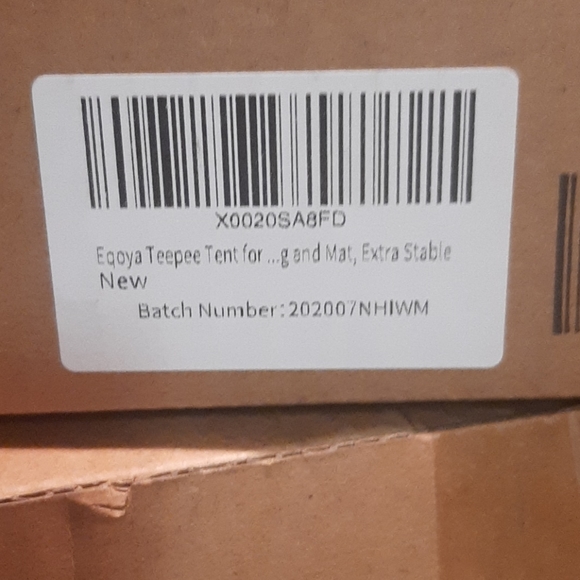 X0020SA8FD
Eqoya Teepee Tent for ...g and Mat, Extra Stable
New
Batch Number:202007NHIWM